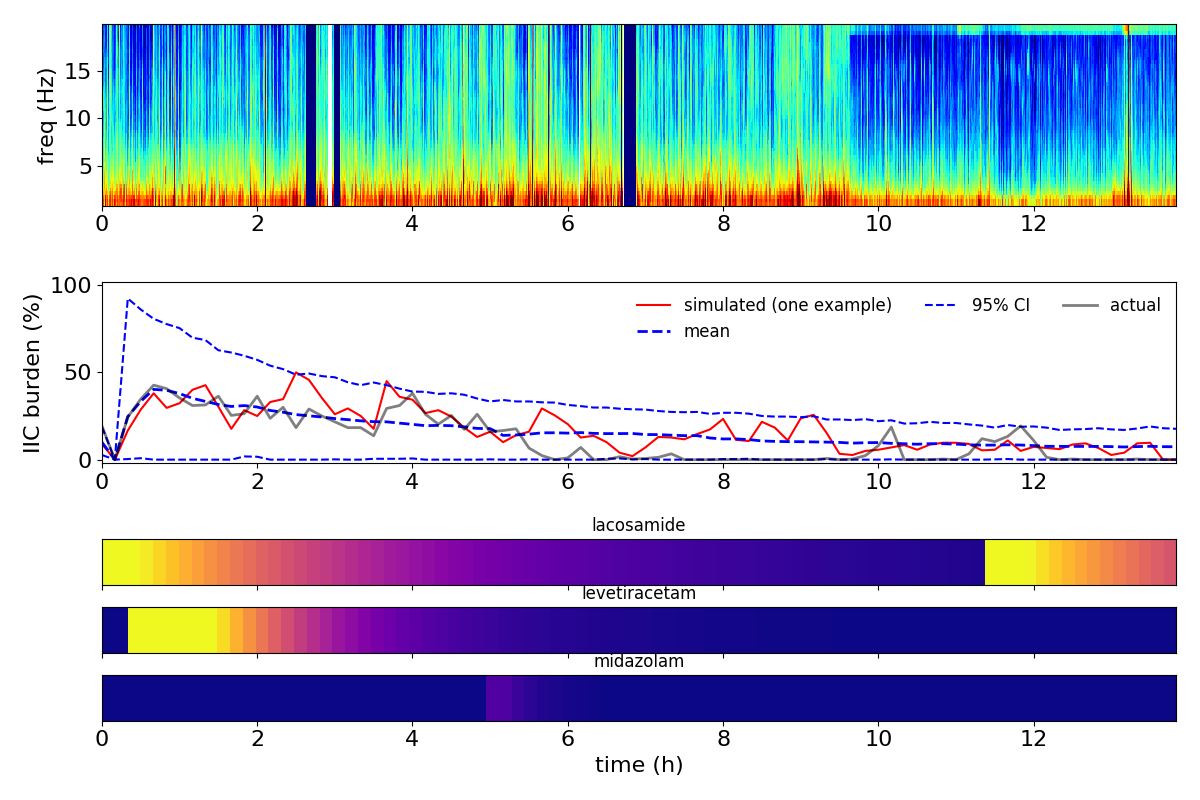 freq (Hz)
15
10
5
0 2 4 6 8 10 12
IIC burden (%)
100
50
0
simulated (one example) 95% CI actual
mean
0 2 4 6 8 10 12
lacosamide
levetiracetam
midazolam
0 2 4 6 8 10 12
time (h)